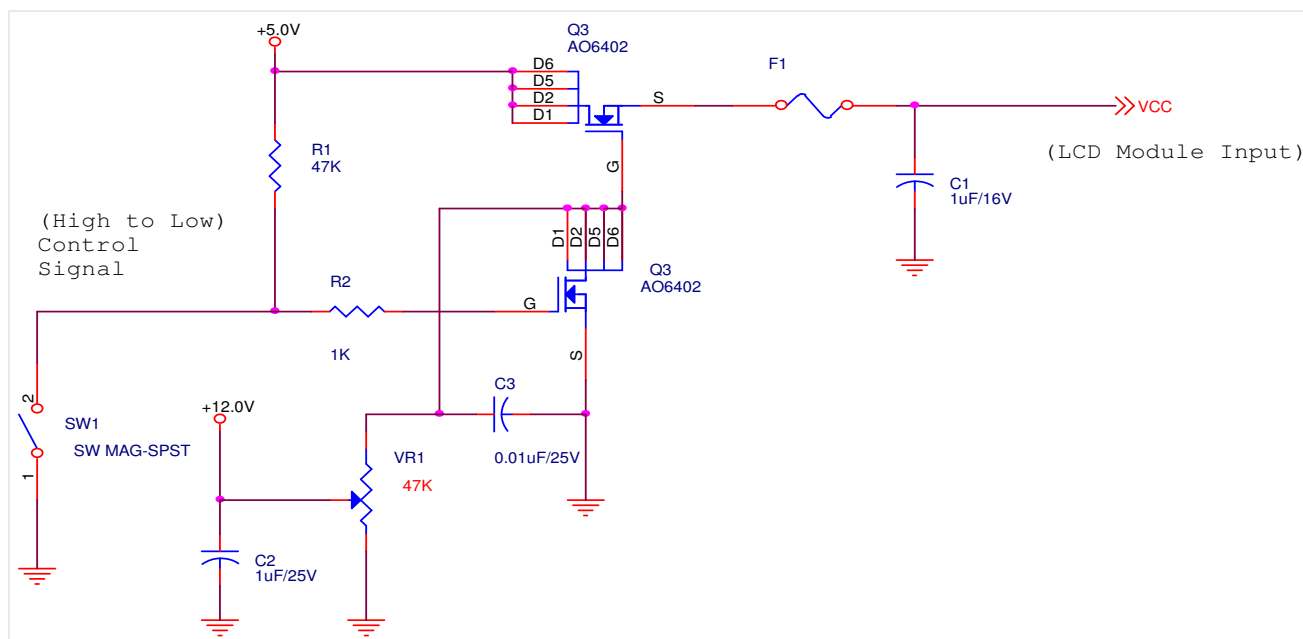 +5.0V
Q3
AO6402
D6
D5
D2
D1
S
G
F1
VCC
(LCD Module Input)
R1
47K
C1
1uF/16V
(High to Low)
Control
Signal
D1
D2
D5
D6
Q3
AO6402
R2
1K
G
S
C3
0.01uF/25V
2
SW1
SW MAG-SPST
1
+12.0V
VR1
47K
C2
1uF/25V